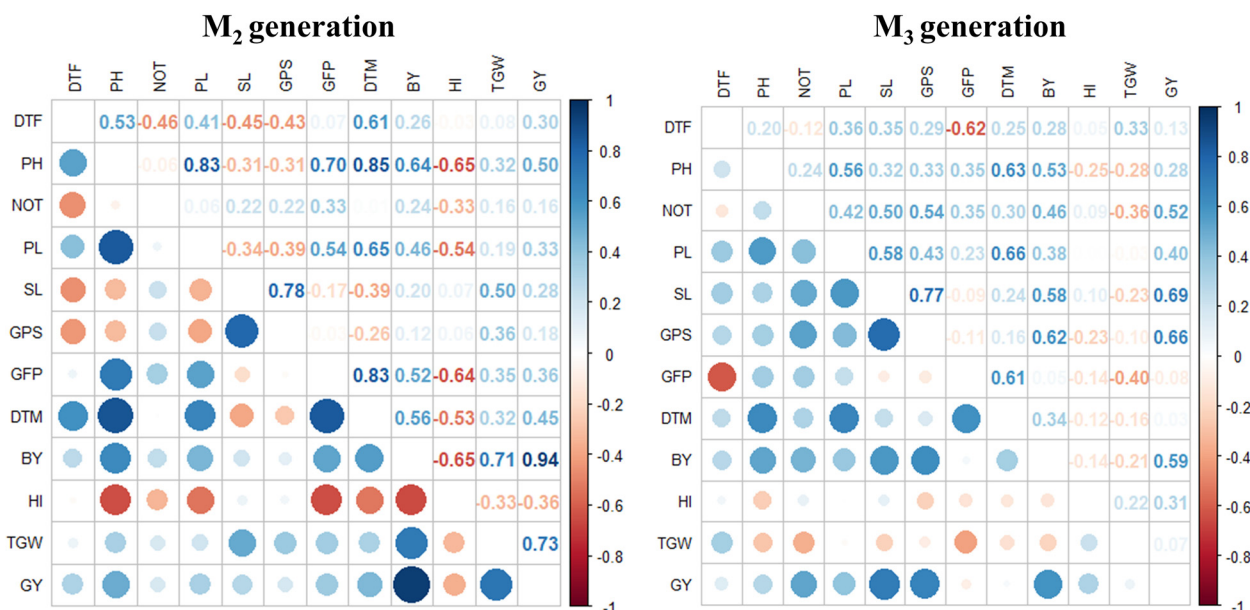 M2 generation
DTF PH NOT PL SL GPS GFP DTM BY HI TGW GY
DTF 0.53 -0.46 0.41 -0.45 -0.43 0.07 0.61 0.26 0.08 0.30
PH -0.06 0.83 -0.31 -0.31 0.70 0.85 0.64 -0.65 0.32 0.50
NOT 0.06 0.22 0.22 0.33 0.24 -0.33 0.16 0.16
PL -0.34 -0.39 0.54 0.65 0.46 -0.54 0.19 0.33
SL 0.78 -0.17 -0.39 0.20 0.07 0.50 0.28
GPS -0.26 0.12 0.06 0.36 0.18
GFP 0.83 0.52 -0.64 0.35 0.36
DTM 0.56 -0.53 0.32 0.45
BY -0.65 0.71 0.94
HI -0.33 -0.36
TGW 0.73
GY
1
0.8
0.6
0.4
0.2
0
-0.2
-0.4
-0.6
-0.8
-1
M3 generation
DTF PH NOT PL SL GPS GFP DTM BY HI TGW GY
DTF 0.20 -0.12 0.36 0.35 0.29 -0.62 0.25 0.28 0.33 0.13
PH 0.24 0.56 0.32 0.33 0.35 0.63 0.53 -0.25 -0.28 0.28
NOT 0.42 0.50 0.54 0.35 0.30 0.46 0.09 -0.36 0.52
PL 0.58 0.43 0.23 0.66 0.38 0.40
SL 0.77 -0.09 0.24 0.58 0.10 -0.23 0.69
GPS -0.11 0.16 0.62 -0.23 -0.10 0.66
GFP 0.61 0.05 -0.14 -0.40 -0.08
DTM 0.34 -0.12 -0.16 0.03
BY -0.14 -0.21 0.59
HI 0.22 0.31
TGW 0.07
GY
1
0.8
0.6
0.4
0.2
0
-0.2
-0.4
-0.6
-0.8
-1